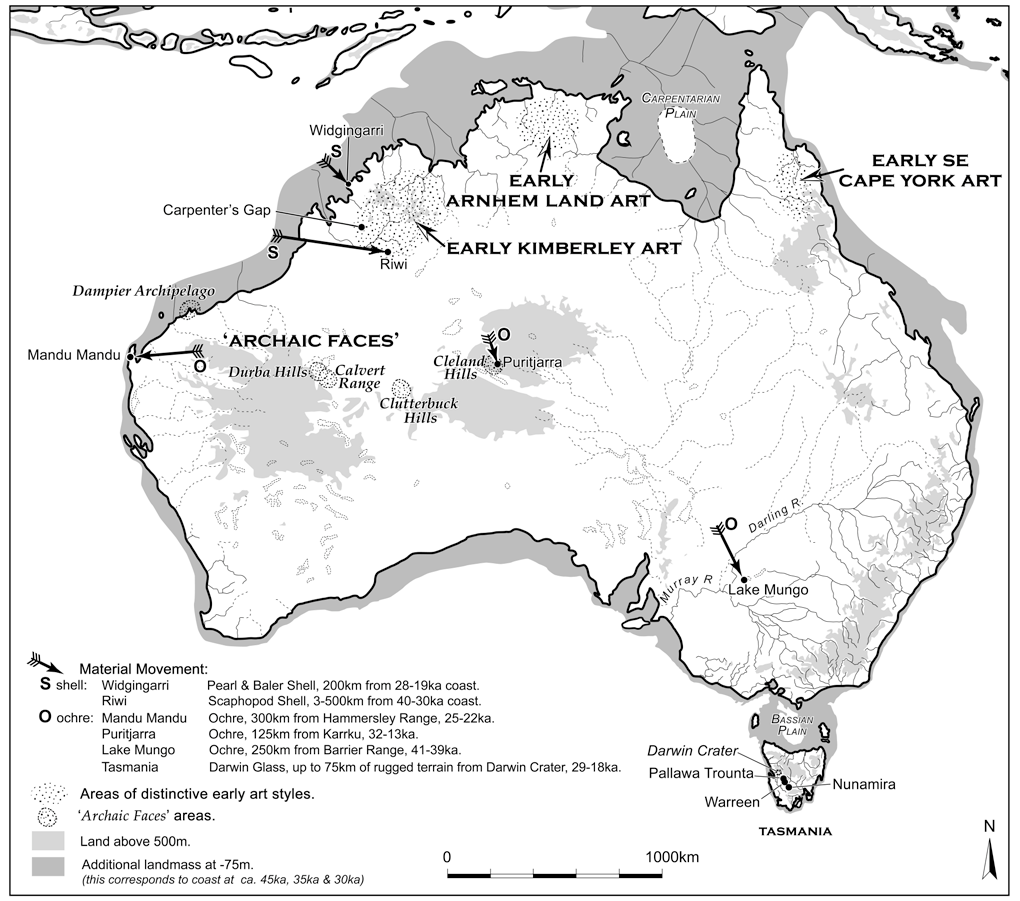 CARPENTARIAN
PLAIN
Widgingarri
S
EARLY SE
CAPE YORK ART
EARLY
ARNHEM LAND ART
Carpenter's Gap
EARLY KIMBERLEY ART
S
Riwi
Dampier Archipelago
'ARCHAIC FACES'
O
Mandu Mandu
O
Cleland
Hills
Puritjarra
Durba Hills
Calvert
Range
Clutterbuck
Hills
O
Darling R.
Murray R
Lake Mungo
Material Movement:
S shell: Widgingarri Pearl & Baler Shell, 200km from 28-19ka coast.
Riwi Scaphopod Shell, 3-500km from 40-30ka coast.
O ochre: Mandu Mandu Ochre, 300km from Hammersley Range, 25-22ka.
Puritjarra Ochre, 125km from Karrku, 32-13ka.
Lake Mungo Ochre, 250km from Barrier Range, 41-39ka.
Tasmania Darwin Glass, up to 75km of rugged terrain from Darwin Crater, 29-18ka.
Areas of distinctive early art styles.
'Archaic Faces' areas.
Land above 500m.
Additional landmass at -75m.
(this corresponds to coast at ca. 45ka, 35ka & 30ka)
0 1000km
BASSIAN
PLAIN
Darwin Crater
Pallawa Trounta
Nunamira
Warreen
TASMANIA
N